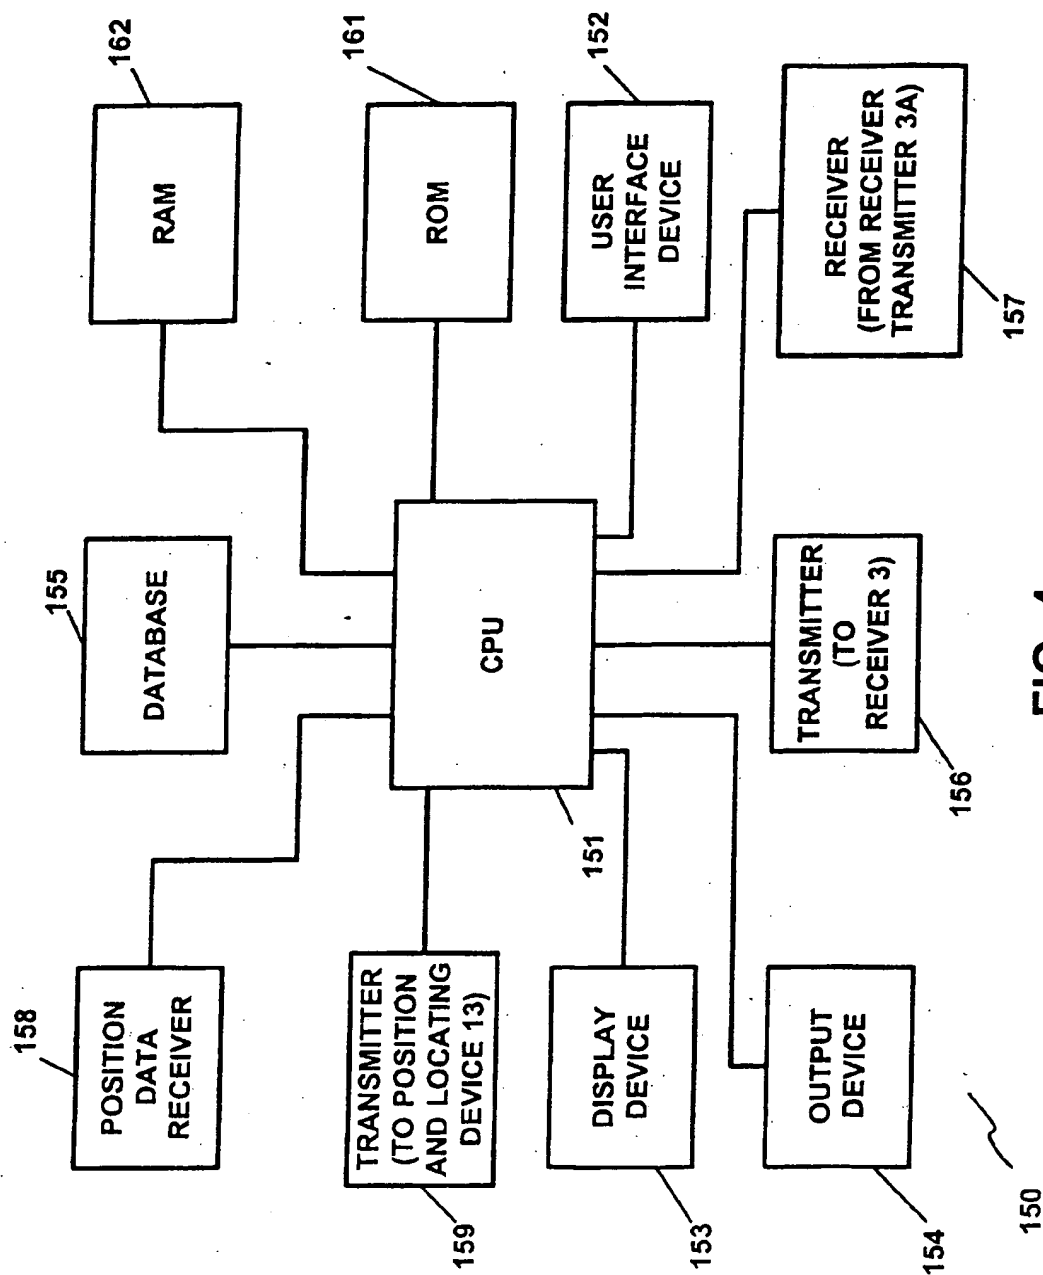 158
POSITION
DATA
RECEIVER
155
DATABASE
162
RAM
159
TRANSMITTER
(TO POSITION
AND LOCATING
DEVICE 13)
151
CPU
161
ROM
153
DISPLAY
DEVICE
152
USER
INTERFACE
DEVICE
154
OUTPUT
DEVICE
156
TRANSMITTER
(TO
RECEIVER 3)
157
RECEIVER
(FROM RECEIVER
TRANSMITTER 3A)
150